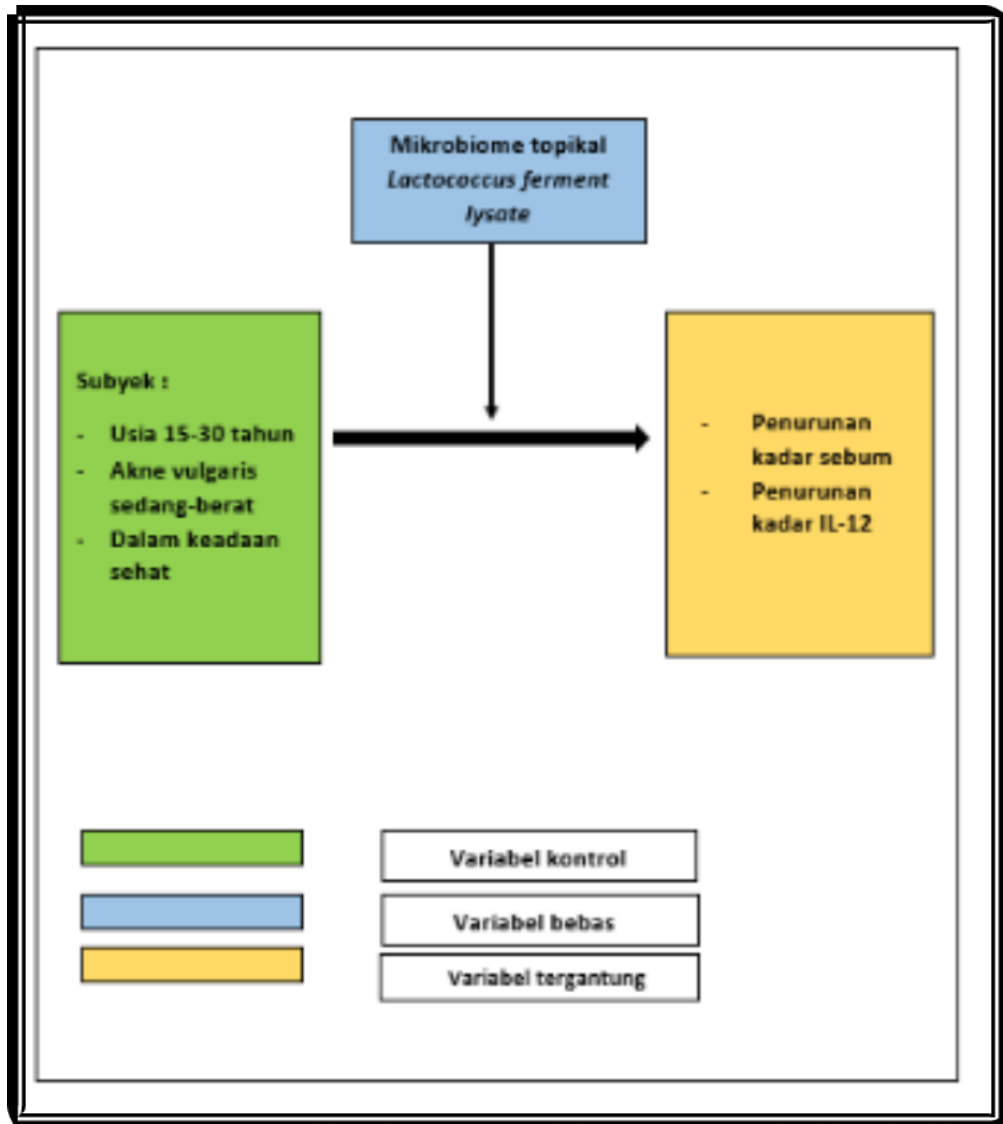 Mikrobiome topikal
Lactococcus ferment
lysate
Subyek :
- Usia 15-30 tahun
- Akne vulgaris
sedang-berat
- Dalam keadaan
sehat
- Penurunan
kadar sebum
- Penurunan
kadar IL-12
Variabel kontrol
Variabel bebas
Variabel tergantung